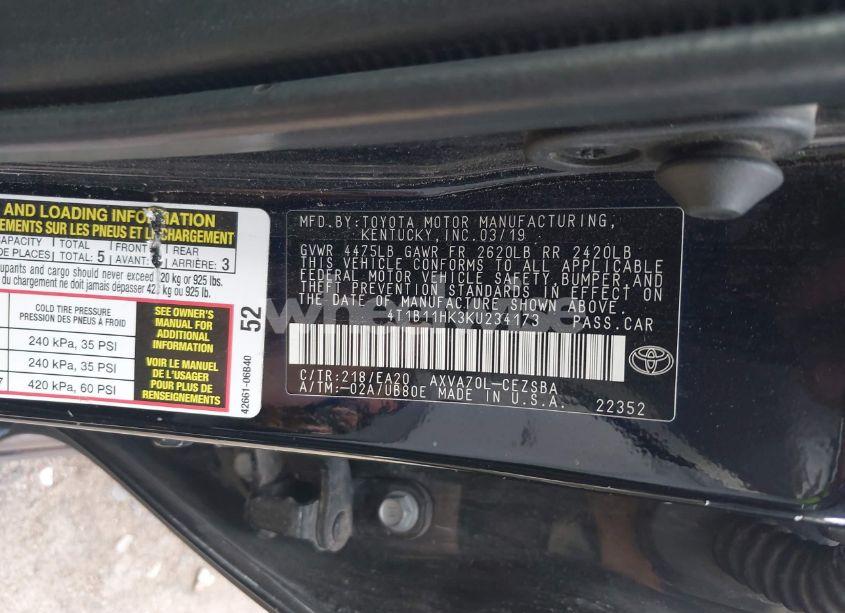 AND LOADING INFORMATION
EMENTS SUR LES PNEUS ET LE CHARGEMENT
CAPACITY TOTAL FRONT REAR
DE PLACES TOTAL: 5 AVANT: ARRIÈRE: 3
upants and cargo should never exceed 20 kg or 925 lbs.
du chargement ne doit jamais dépasser 42 kg ou 925 lb.
COLD TIRE PRESSURE
PRESSION DES PNEUS À FROID
240 kPa, 35 PSI
240 kPa, 35 PSI
7 420 kPa, 60 PSI
SEE OWNER'S
MANUAL FOR
ADDITIONAL
INFORMATION
VOIR LE MANUEL
DE L'USAGER
POUR PLUS DE
RENSEIGNEMENTS
52
42661-06B40
MFD.BY:TOYOTA MOTOR MANUFACTURING,
KENTUCKY,INC.03/19
GVWR 4475LB GAWR FR 2620LB RR 2420LB
THIS VEHICLE CONFORMS TO ALL APPLICABLE
FEDERAL MOTOR VEHICLE SAFETY, BUMPER,AND
THEFT PREVENTION STANDARDS IN EFFECT ON
THE DATE OF MANUFACTURE SHOWN ABOVE.
4T1B11HK3KU234173 PASS.CAR
C/TR:218/EA20 AXVA70L-CEZSBA
A/TM:-02A/UB80E MADE IN U.S.A.
22352